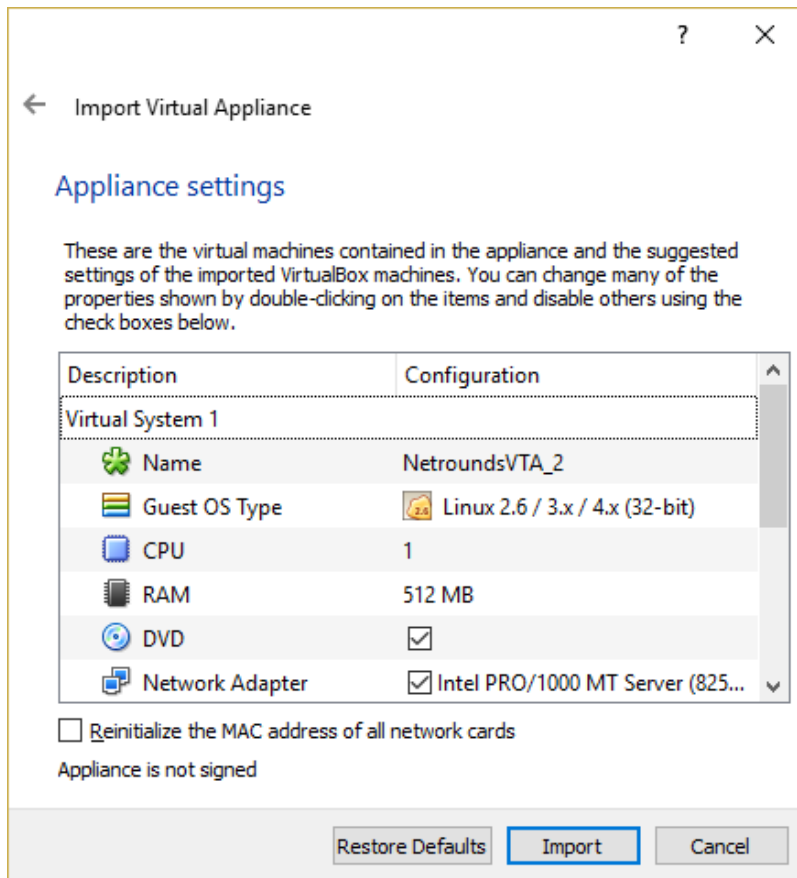 ?
Import Virtual Appliance
Appliance settings
These are the virtual machines contained in the appliance and the suggested
settings of the imported VirtualBox machines. You can change many of the
properties shown by double-clicking on the items and disable others using the
check boxes below.
Description Configuration
Virtual System 1
Name NetroundsVTA_2
Guest OS Type 2.6 Linux 2.6 / 3.x / 4.x (32-bit)
CPU 1
RAM 512 MB
DVD
Network Adapter Intel PRO/1000 MT Server (825...
Reinitialize the MAC address of all network cards
Appliance is not signed
Restore Defaults Import Cancel